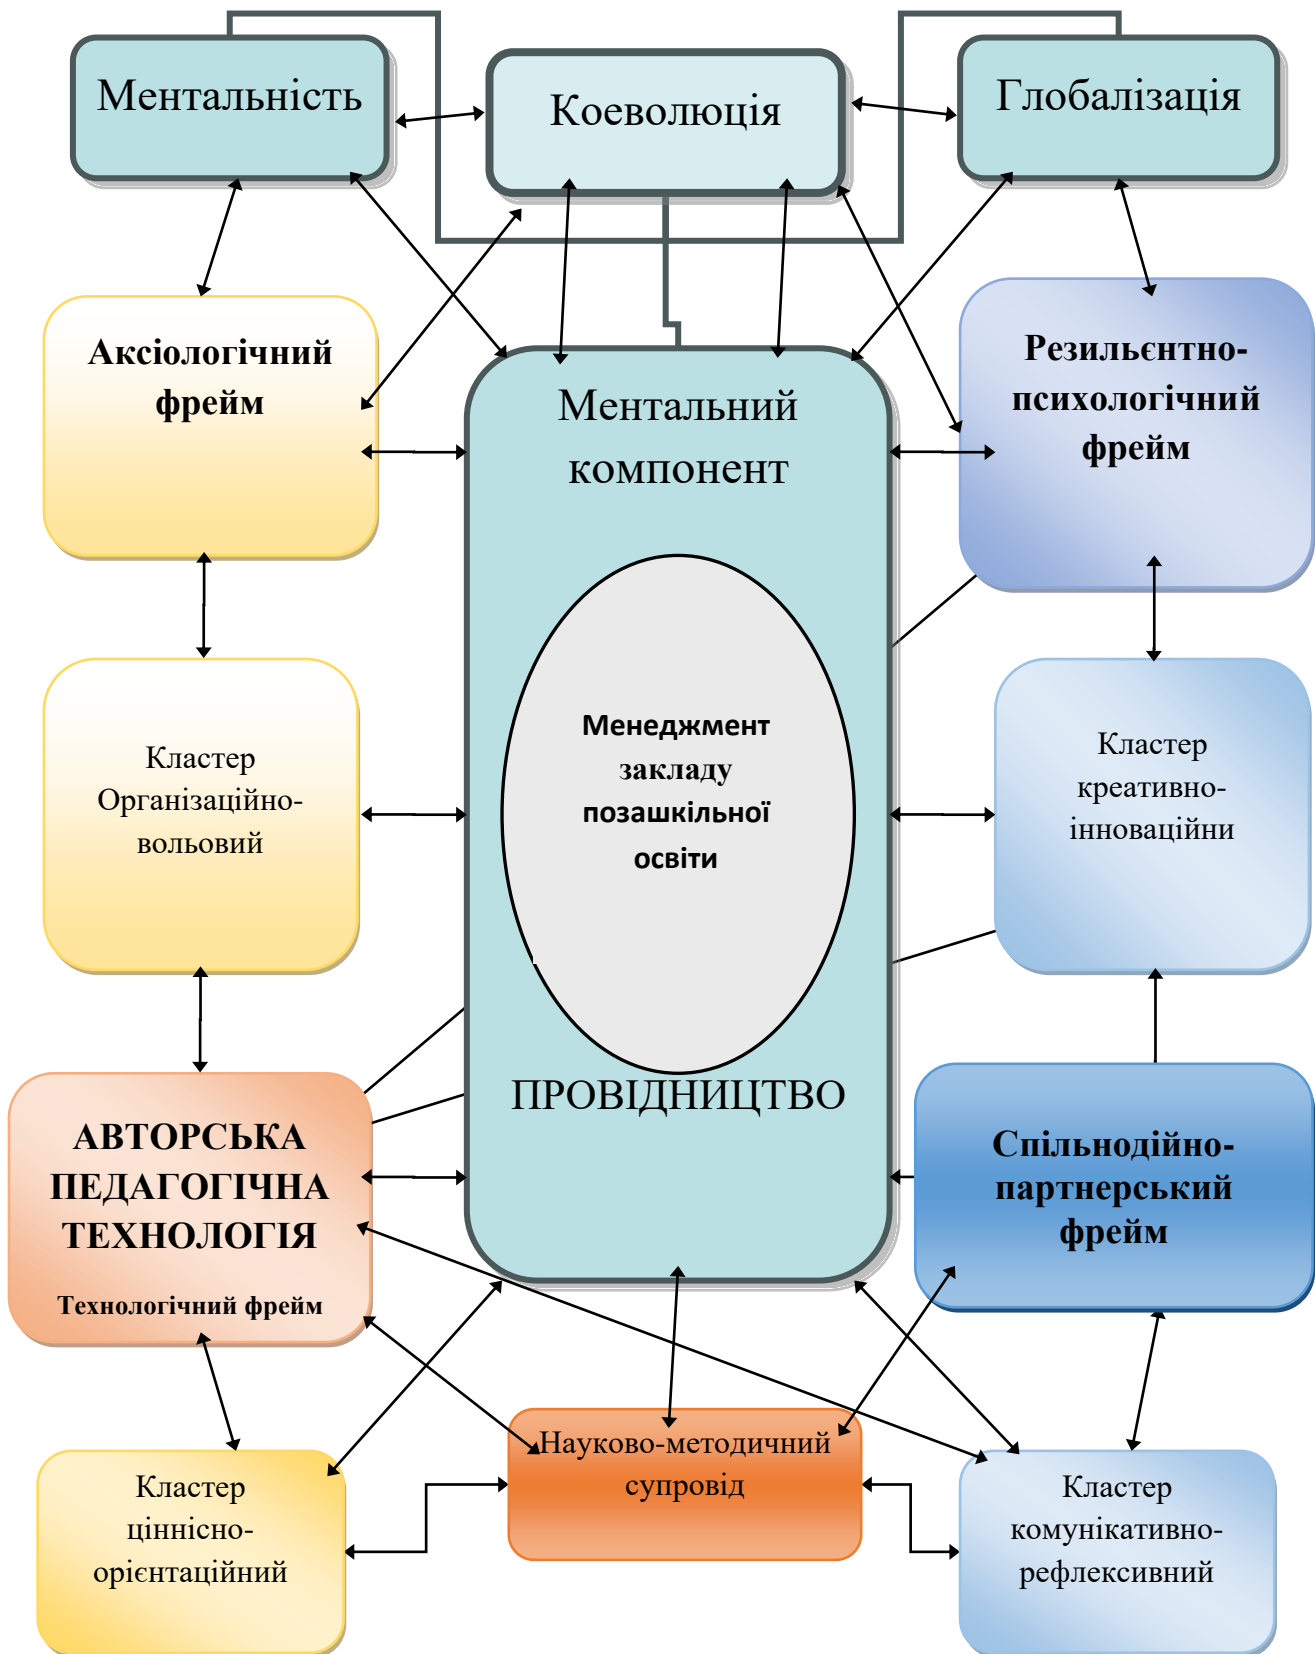 Ментальність
Коеволюція
Глобалізація
Аксіологічний
фрейм
Ментальний
компонент
Резильєнтно-
психологічний
фрейм
Кластер
Організаційно-
вольовий
Менеджмент
закладу
позашкільної
освіти
Кластер
креативно-
інноваційни
АВТОРСЬКА
ПЕДАГОГІЧНА
ТЕХНОЛОГІЯ
Технологічний фрейм
ПРОВІДНИЦТВО
Спільнодійно-
партнерський
фрейм
Кластер
ціннісно-
орієнтаційний
Науково-методичний
супровід
Кластер
комунікативно-
рефлексивний